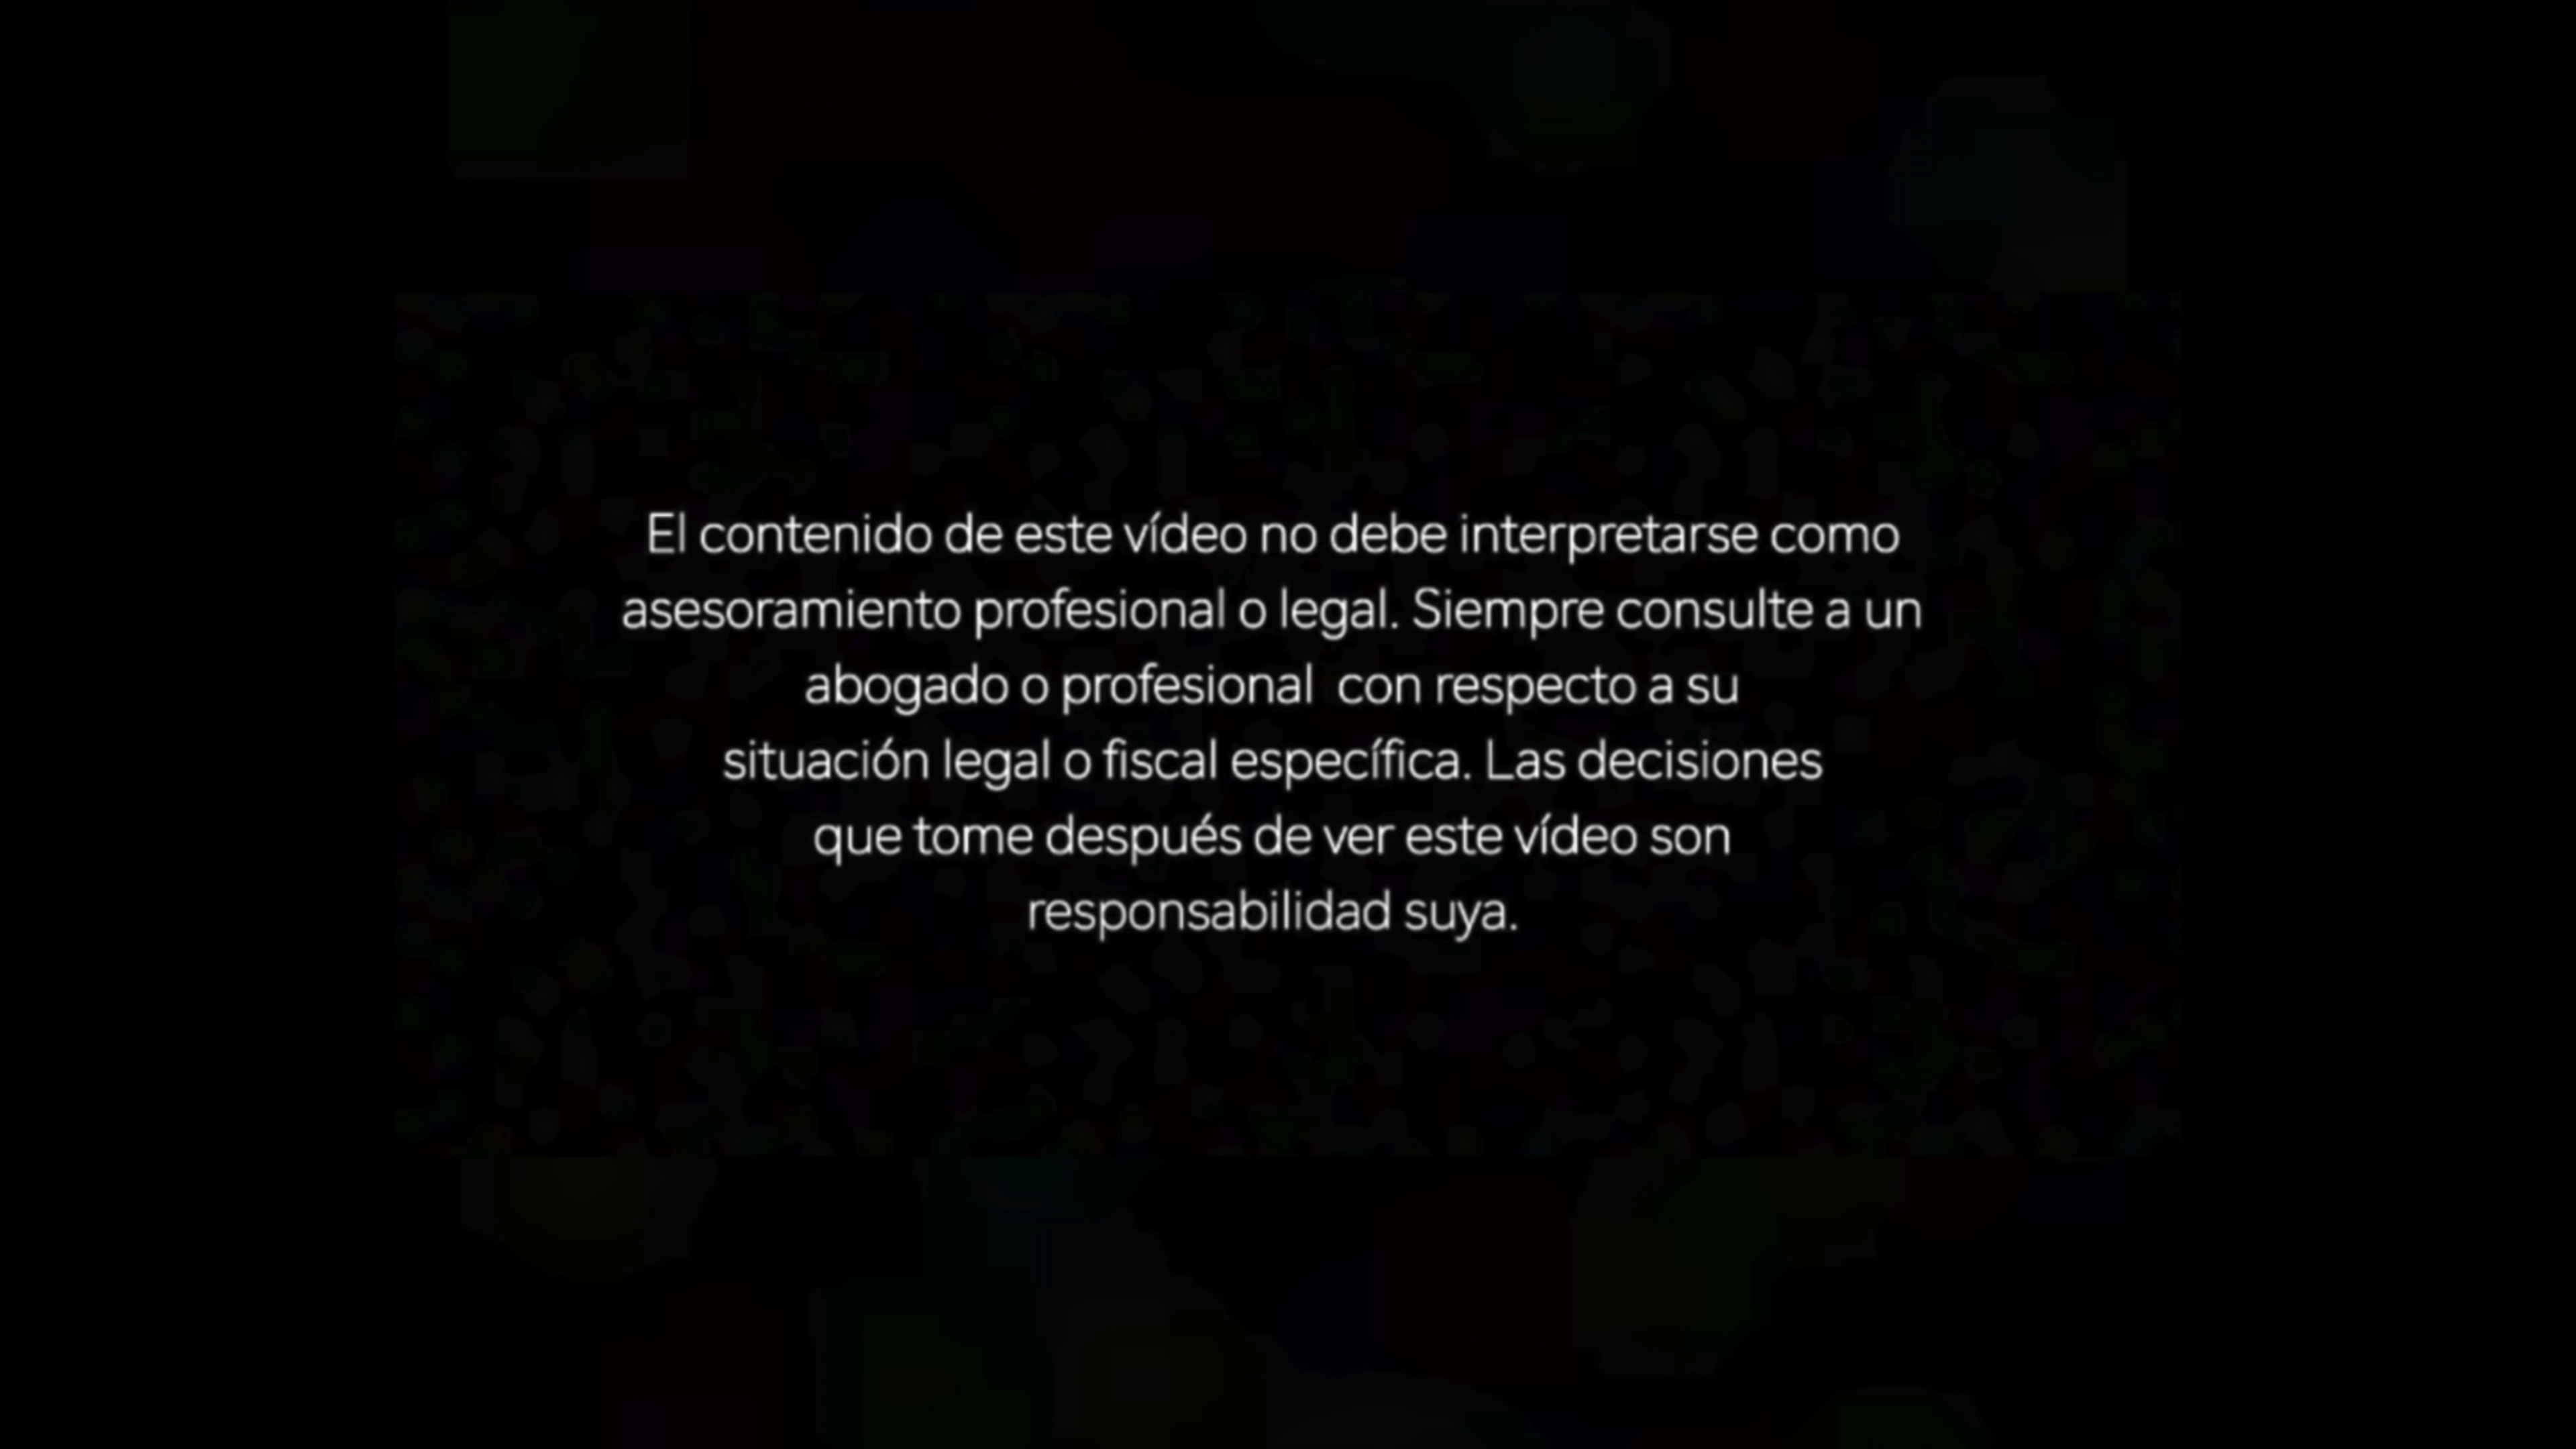 El contenido de este vídeo no debe interpretarse como
asesoramiento profesional o legal. Siempre consulte a un
abogado o profesional  con respecto a su
situación legal o fiscal específica. Las decisiones
que tome después de ver este vídeo son
responsabilidad suya.